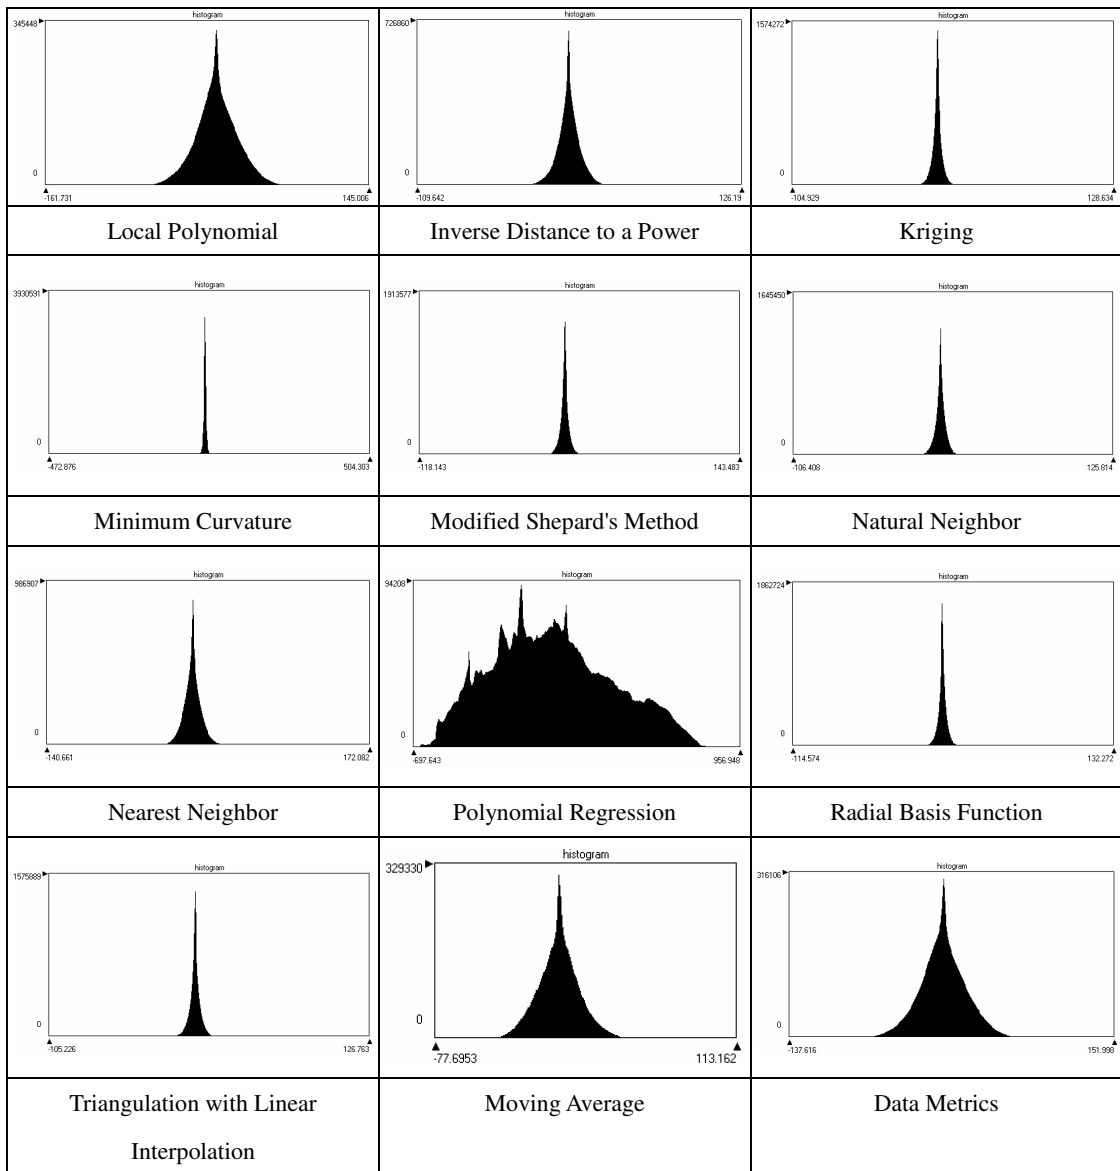 histogram
345448
0
-161.731 145.006
Local Polynomial
histogram
726860
0
-109.642 126.19
Inverse Distance to a Power
histogram
1574272
0
-104.929 128.634
Kriging
histogram
3930591
0
-472.876 504.303
Minimum Curvature
histogram
1913577
0
-118.143 143.483
Modified Shepard's Method
histogram
1645450
0
-106.408 125.814
Natural Neighbor
histogram
986907
0
-140.661 172.082
Nearest Neighbor
histogram
94208
0
-697.643 956.948
Polynomial Regression
histogram
1862724
0
-114.574 132.272
Radial Basis Function
histogram
1575889
0
-105.226 126.763
Triangulation with Linear
Interpolation
histogram
329330
0
-77.6953 113.162
Moving Average
histogram
316106
0
-137.616 151.998
Data Metrics